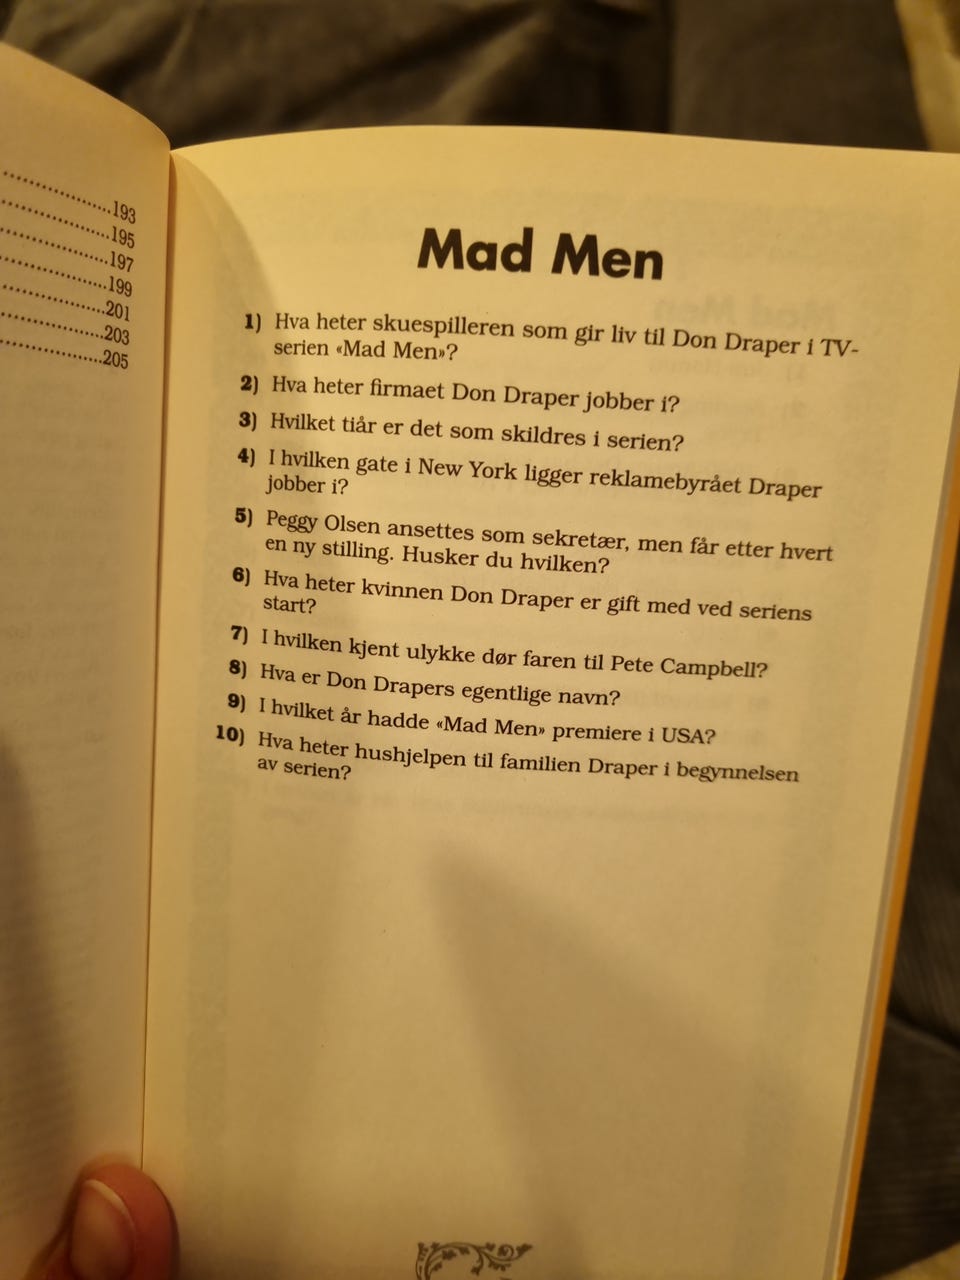 ....................193
....................195
....................197
....................199
....................201
....................203
....................205
Mad Men
1) Hva heter skuespilleren som gir liv til Don Draper i TV-
serien «Mad Men»?
2) Hva heter firmaet Don Draper jobber i?
3) Hvilket tiår er det som skildres i serien?
4) I hvilken gate i New York ligger reklamebyrået Draper
jobber i?
5) Peggy Olsen ansettes som sekretær, men får etter hvert
en ny stilling. Husker du hvilken?
6) Hva heter kvinnen Don Draper er gift med ved seriens
start?
7) I hvilken kjent ulykke dør faren til Pete Campbell?
8) Hva er Don Drapers egentlige navn?
9) I hvilket år hadde «Mad Men» premiere i USA?
10) Hva heter hushjelpen til familien Draper i begynnelsen
av serien?